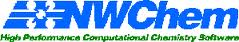 NWChem
High Performance Computational Chemistry Software